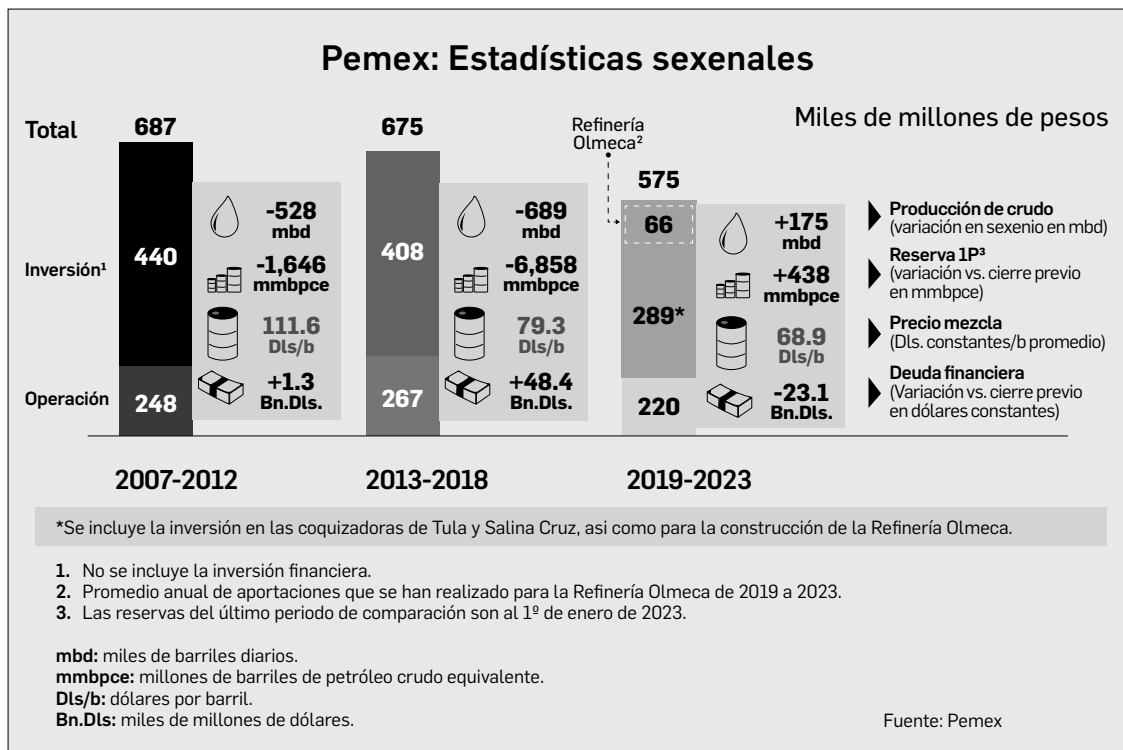 Pemex: Estadísticas sexenales
Miles de millones de pesos
Total
687
675
575
Refinería
Olmeca²
Inversión¹
440
Operación
248
-528
mbd
-1,646
mmbpce
111.6
Dls/b
+1.3
Bn.Dls.
408
267
-689
mbd
-6,858
mmbpce
79.3
Dls/b
+48.4
Bn.Dls.
66
289*
220
+175
mbd
+438
mmbpce
68.9
Dls/b
-23.1
Bn.Dls.
Producción de crudo
(variación en sexenio en mbd)
Reserva 1P³
(variación vs. cierre previo
en mmbpce)
Precio mezcla
(Dls. constantes/b promedio)
Deuda financiera
(Variación vs. cierre previo
en dólares constantes)
2007-2012
2013-2018
2019-2023
*Se incluye la inversión en las coquizadoras de Tula y Salina Cruz, asi como para la construcción de la Refinería Olmeca.
1. No se incluye la inversión financiera.
2. Promedio anual de aportaciones que se han realizado para la Refinería Olmeca de 2019 a 2023.
3. Las reservas del último periodo de comparación son al 1º de enero de 2023.
mbd: miles de barriles diarios.
mmbpce: millones de barriles de petróleo crudo equivalente.
Dls/b: dólares por barril.
Bn.Dls: miles de millones de dólares.
Fuente: Pemex